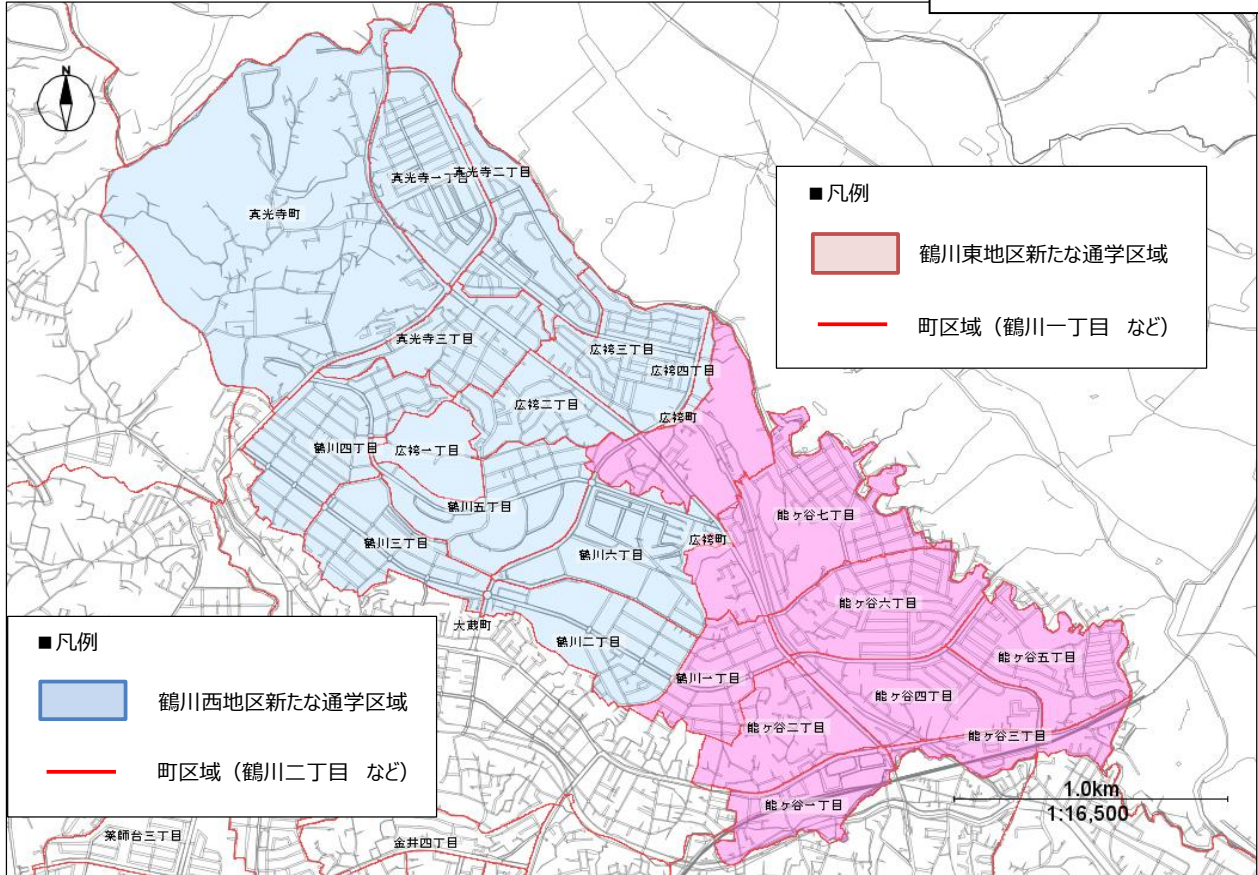 N
真光寺一丁目
真光寺二丁目
真光寺町
■凡例
鶴川東地区新たな通学区域
町区域（鶴川一丁目　など）
真光寺三丁目
広袴三丁目
広袴四丁目
広袴二丁目
広袴町
鶴川四丁目
広袴一丁目
鶴川五丁目
能ヶ谷七丁目
鶴川三丁目
鶴川六丁目
広袴町
能ヶ谷六丁目
大蔵町
鶴川二丁目
能ヶ谷五丁目
鶴川一丁目
能ヶ谷四丁目
能ヶ谷二丁目
能ヶ谷三丁目
■凡例
鶴川西地区新たな通学区域
町区域（鶴川二丁目　など）
能ヶ谷一丁目
1.0km
1:16,500
薬師台三丁目
金井四丁目